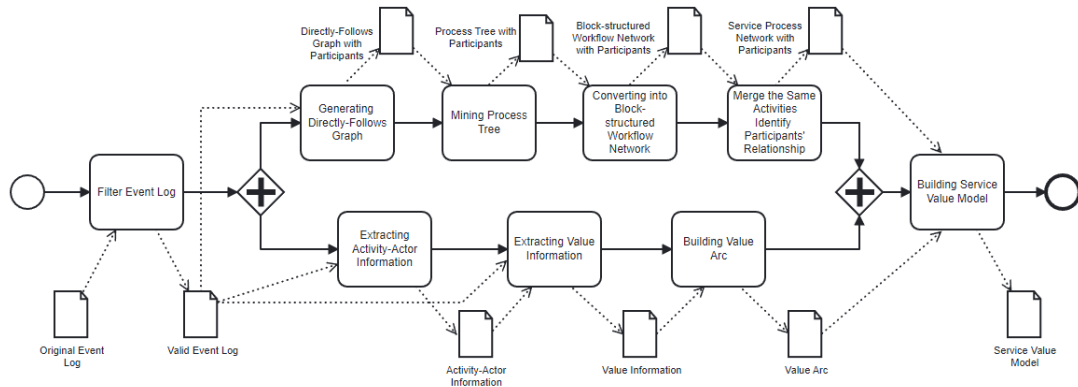 Directly-Follows
Graph with
Participants
Process Tree with
Participants
Block-structured
Workflow Network
with Participants
Service Process
Network with
Participants
Generating
Directly-Follows
Graph
Mining Process
Tree
Converting into
Block-
structured
Workflow
Network
Merge the Same
Activities
Identify
Participants'
Relationship
Filter Event Log
Building Service
Value Model
Extracting
Activity-Actor
Information
Extracting Value
Information
Building Value
Arc
Original Event
Log
Valid Event Log
Activity-Actor
Information
Value Information
Value Arc
Service Value
Model